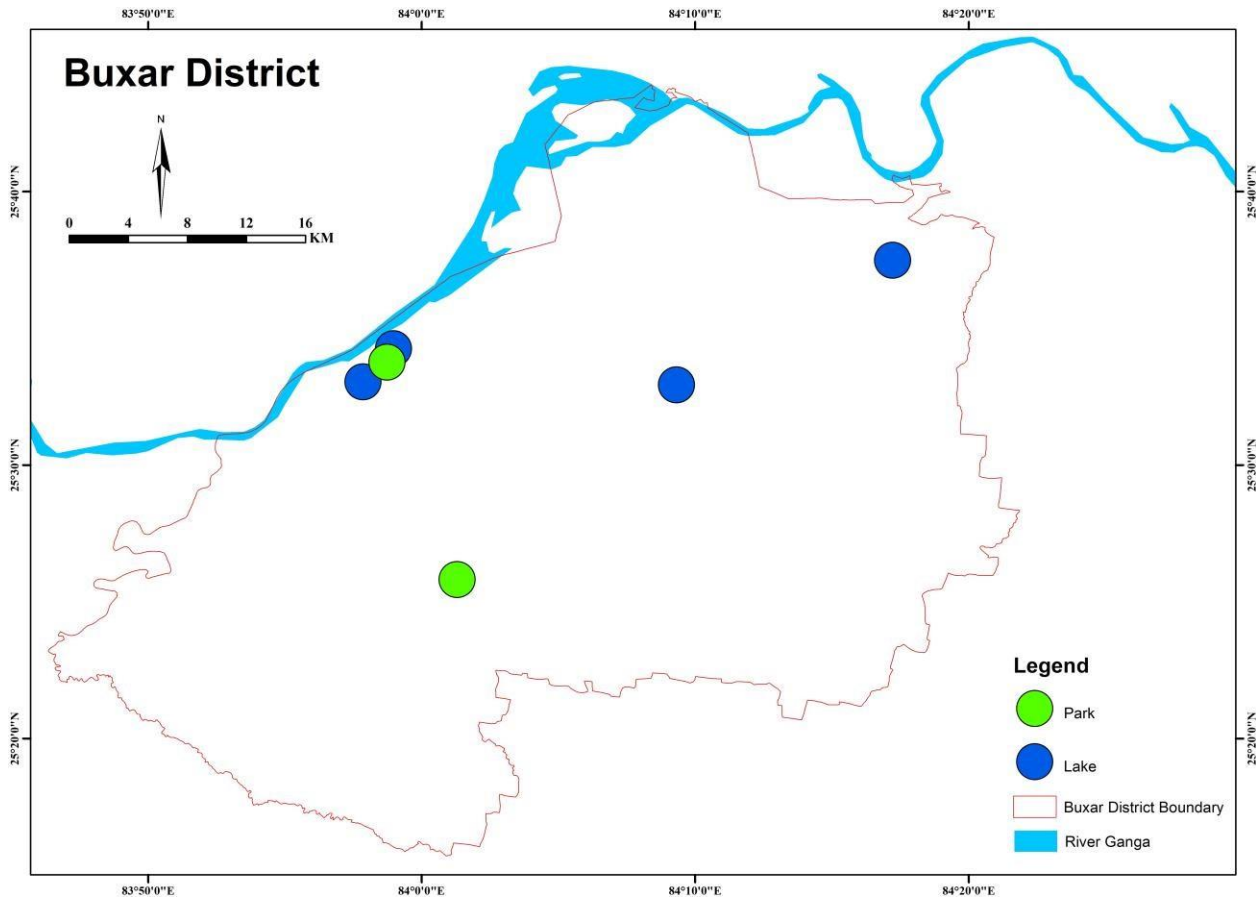 83°50'0"E 84°0'0"E 84°10'0"E 84°20'0"E
Buxar District
N
0 4 8 12 16
KM
25°40'0"N 25°40'0"N
25°30'0"N 25°30'0"N
25°20'0"N 25°20'0"N
Legend
Park
Lake
Buxar District Boundary
River Ganga
83°50'0"E 84°0'0"E 84°10'0"E 84°20'0"E